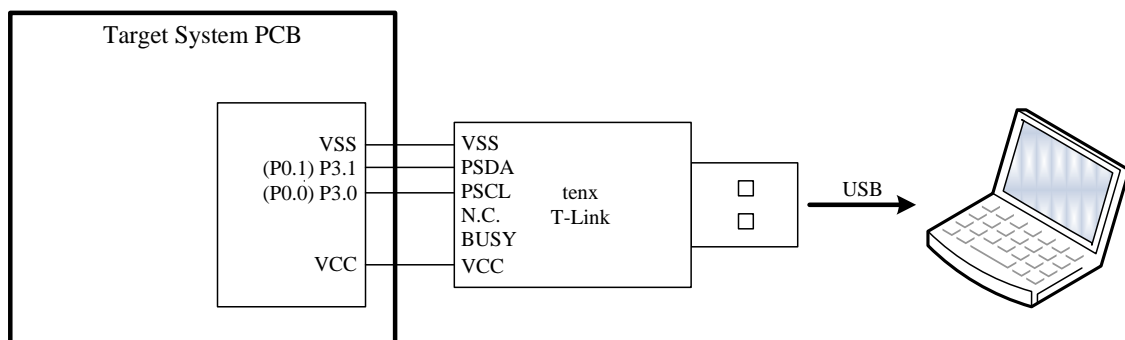 Target System PCB
VSS
(P0.1) P3.1
(P0.0) P3.0
VCC
VSS
PSDA
PSCL
N.C.
BUSY
VCC
tenx
T-Link
USB